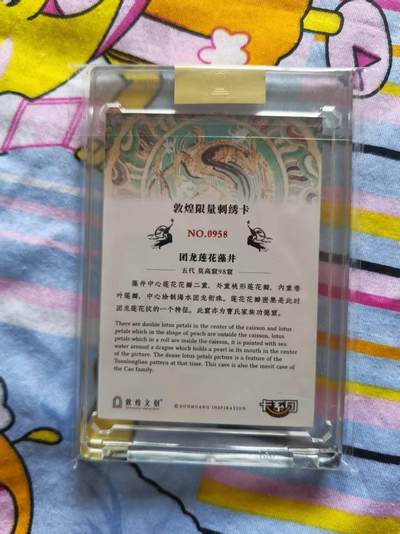 敦煌限量刺绣卡
NO.0958
团龙莲花藻井
五代 莫高窟98窟
藻井中心莲花花瓣二重，外重桃形莲花瓣，内重卷
叶莲瓣，中心绘制海水团龙衔珠。莲花花瓣密集是此时
团龙莲花纹的一个特征。此窟亦为曹氏家族功德窟。
There are double lotus petals in the center of the caisson and lotus
petals which in the shape of peach are outside the caisson, lotus
petals which in a roll are inside the caisson, it is painted with sea
water around a dragon which holds a pearl in its mouth in the center
of the picture. The dense lotus petals picture is a feature of the
Tuanlonglian pattern at that time. This cave is also the merit cave of
the Cao family.
敦煌文创
© DUNHUANG INSPIRATION